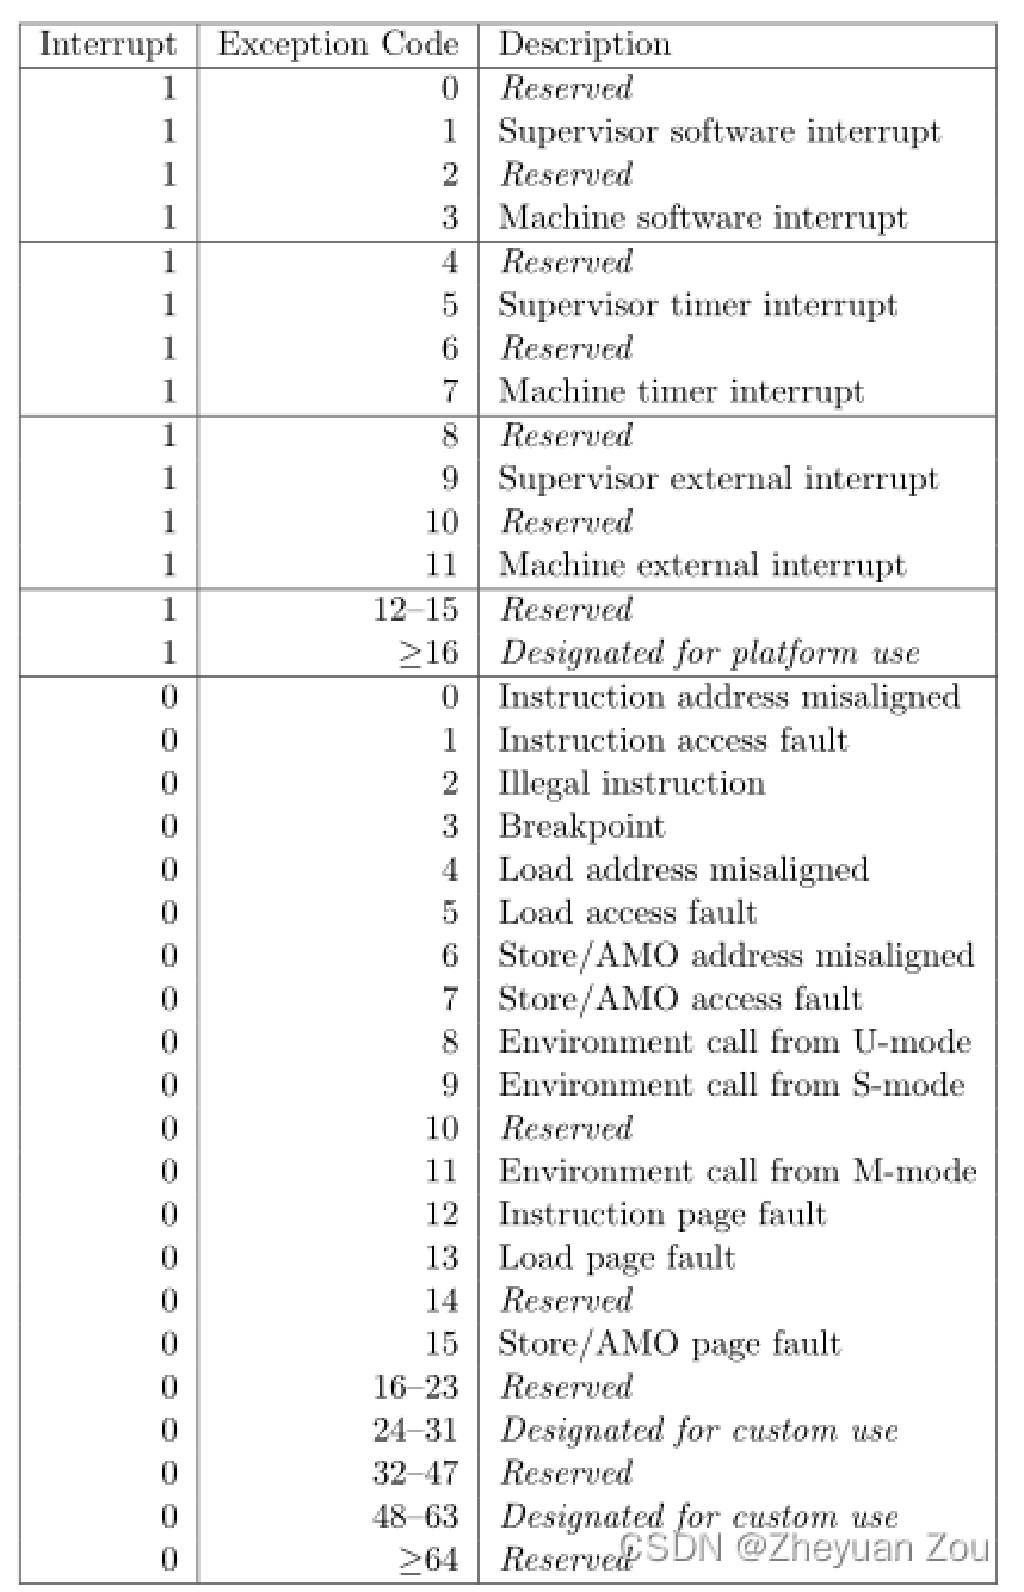 Interrupt Exception Code Description
1 0 Reserved
1 1 Supervisor software interrupt
1 2 Reserved
1 3 Machine software interrupt
1 4 Reserved
1 5 Supervisor timer interrupt
1 6 Reserved
1 7 Machine timer interrupt
1 8 Reserved
1 9 Supervisor external interrupt
1 10 Reserved
1 11 Machine external interrupt
1 12–15 Reserved
1 ≥16 Designated for platform use
0 0 Instruction address misaligned
0 1 Instruction access fault
0 2 Illegal instruction
0 3 Breakpoint
0 4 Load address misaligned
0 5 Load access fault
0 6 Store/AMO address misaligned
0 7 Store/AMO access fault
0 8 Environment call from U-mode
0 9 Environment call from S-mode
0 10 Reserved
0 11 Environment call from M-mode
0 12 Instruction page fault
0 13 Load page fault
0 14 Reserved
0 15 Store/AMO page fault
0 16–23 Reserved
0 24–31 Designated for custom use
0 32–47 Reserved
0 48–63 Designated for custom use
0 ≥64 Reserved
CSDN @Zheyuan Zou